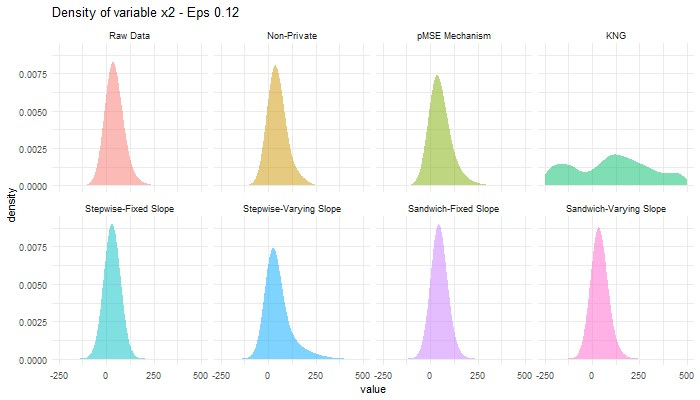 Density of variable x2 - Eps 0.12
Raw Data
Non-Private
pMSE Mechanism
KNG
0.0075
0.0050
0.0025
0.0000
density
Stepwise-Fixed Slope
Stepwise-Varying Slope
Sandwich-Fixed Slope
Sandwich-Varying Slope
0.0075
0.0050
0.0025
0.0000
-250 0 250 500 -250 0 250 500 -250 0 250 500 -250 0 250 500
value